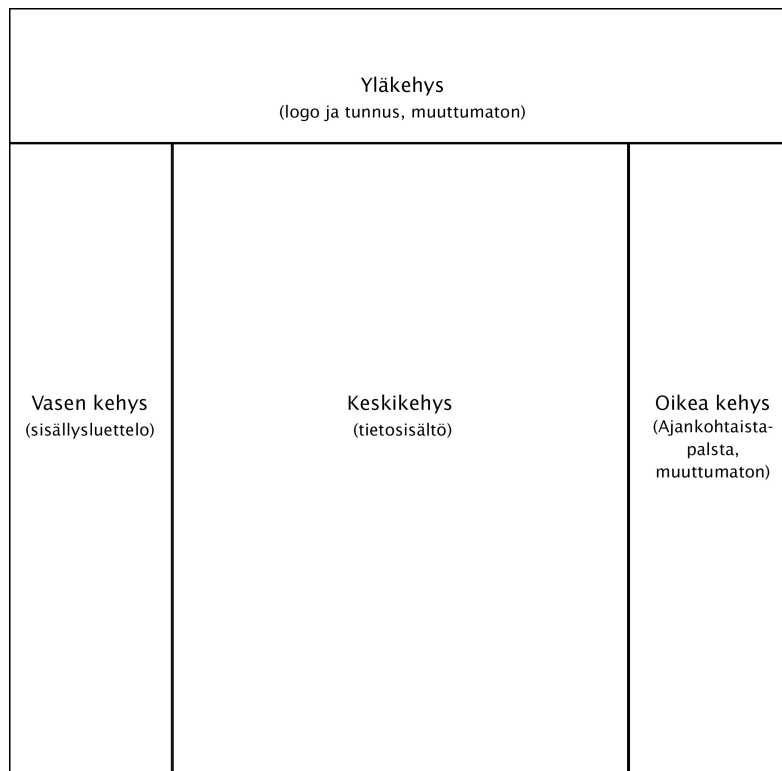 Yläkehys
(logo ja tunnus, muuttumaton)
Vasen kehys
(sisällysluettelo)
Keskikehys
(tietosisältö)
Oikea kehys
(Ajankohtaista-
palsta,
muuttumaton)